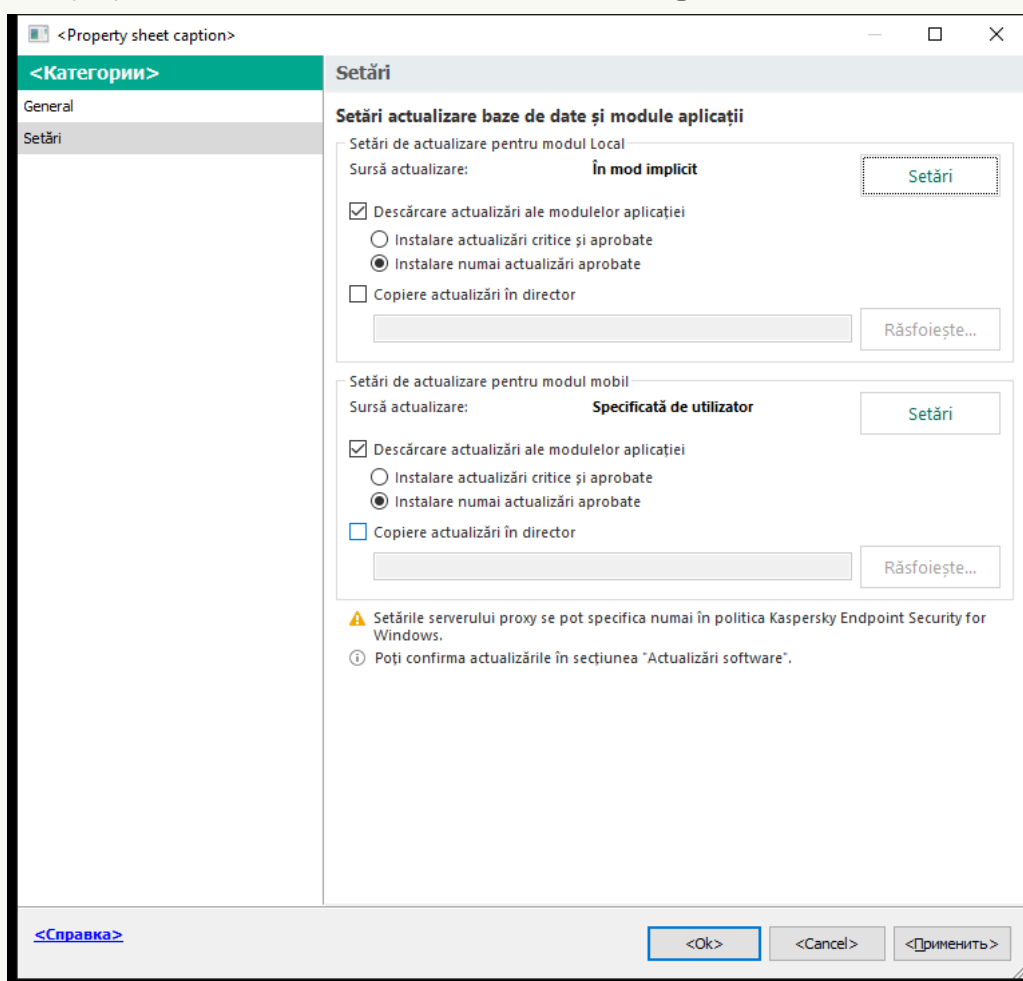 <Property sheet caption>
<Категории>
General
Setări
Setări
Setări actualizare baze de date și module aplicații
Setări de actualizare pentru modul Local
Sursă actualizare: În mod implicit Setări
Descărcare actualizări ale modulelor aplicației
Instalare actualizări critice și aprobate
Instalare numai actualizări aprobate
Copiere actualizări în director
Răsfoiește...
Setări de actualizare pentru modul mobil
Sursă actualizare: Specificată de utilizator Setări
Descărcare actualizări ale modulelor aplicației
Instalare actualizări critice și aprobate
Instalare numai actualizări aprobate
Copiere actualizări în director
Răsfoiește...
Setările serverului proxy se pot specifica numai în politica Kaspersky Endpoint Security for
Windows.
Poți confirma actualizările în secțiunea "Actualizări software".
<Справка>
<Ok> <Cancel> <Применить>